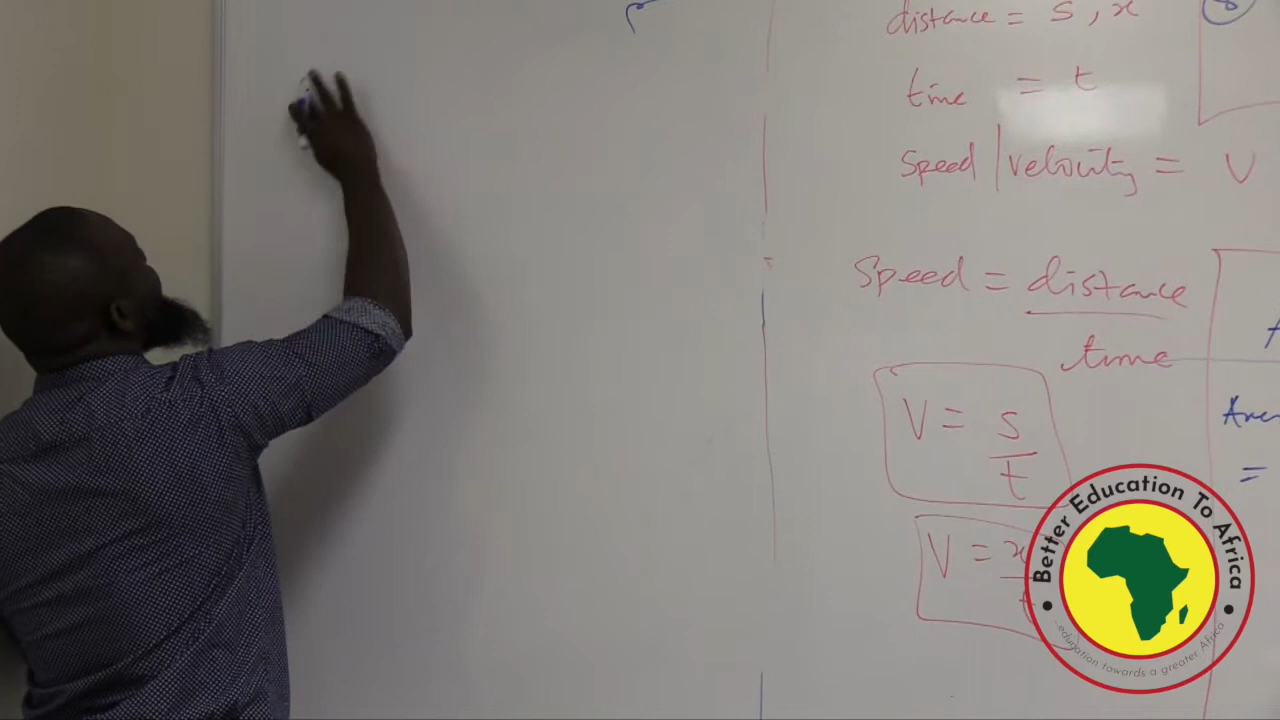 distance = s, x
time = t
speed | velocity = V
Speed = distance
time
V = s
t
V = x
t
=
Better Education To Africa
...education towards a greater Africa